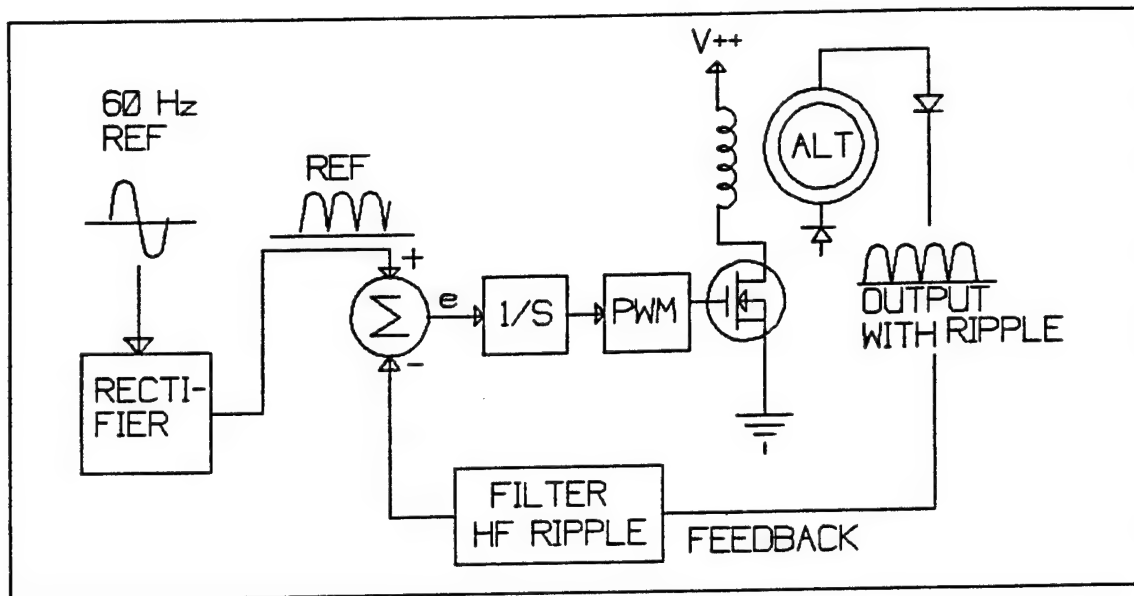 V++
60 Hz
REF
ALT
REF
+
e
1/S
PWM
Σ
-
OUTPUT
WITH RIPPLE
RECTI-
FIER
FILTER
HF RIPPLE
FEEDBACK